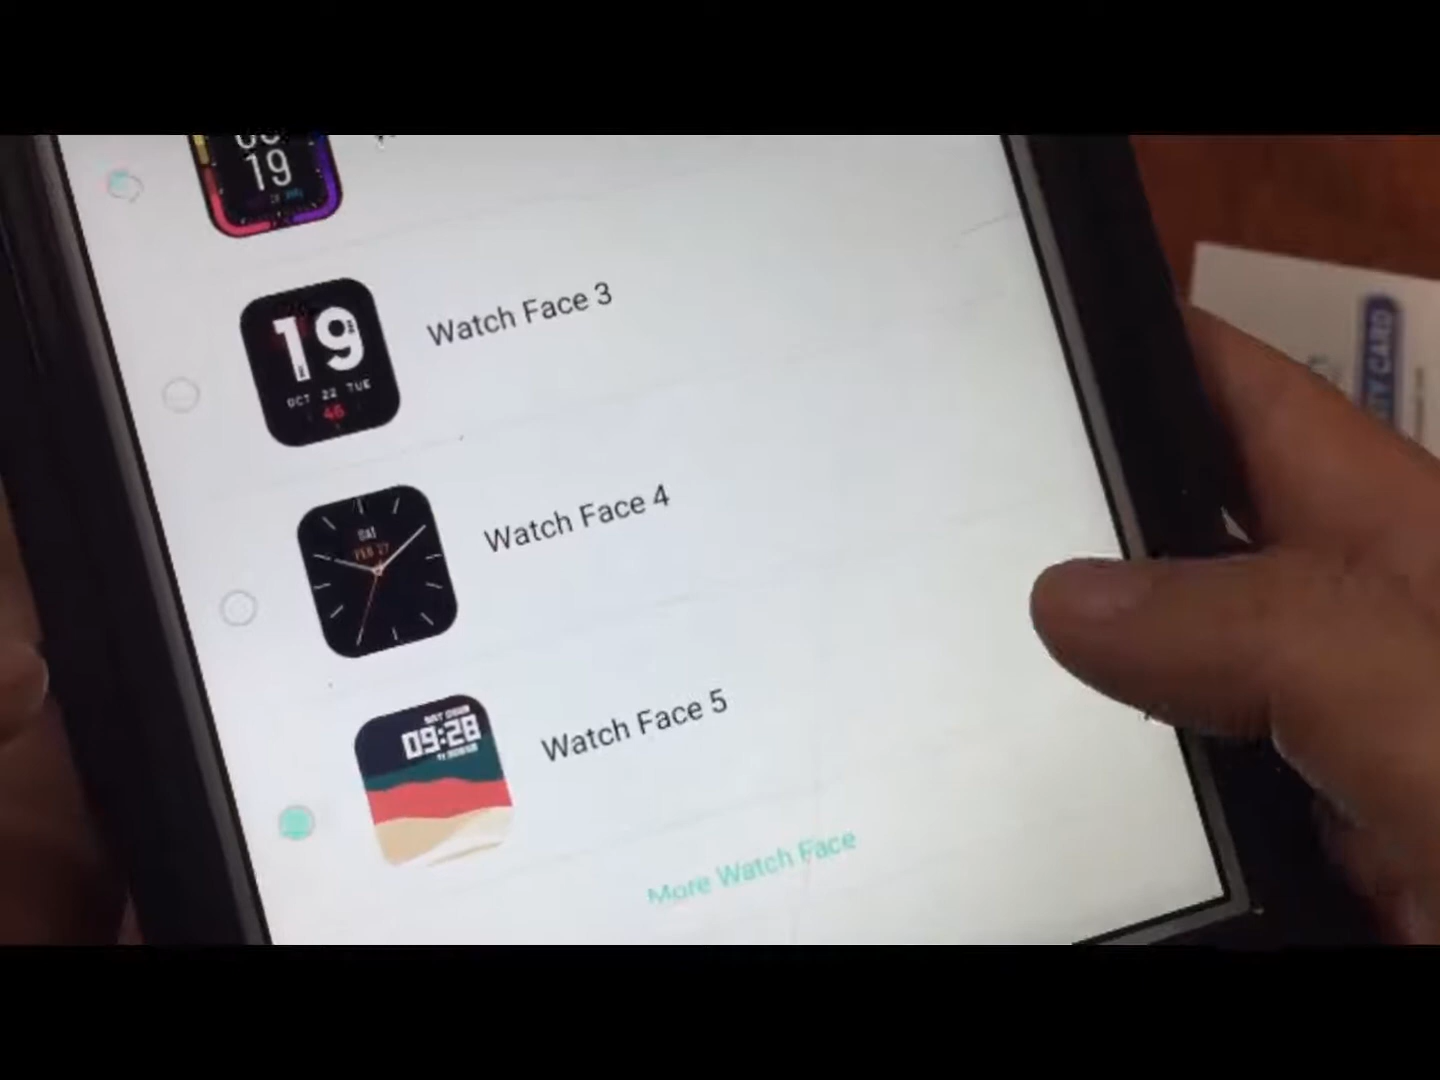 19
Watch Face 3
19
OCT 22 TUE
46
Watch Face 4
FEB 27
Watch Face 5
09:28
More Watch Face
CARD